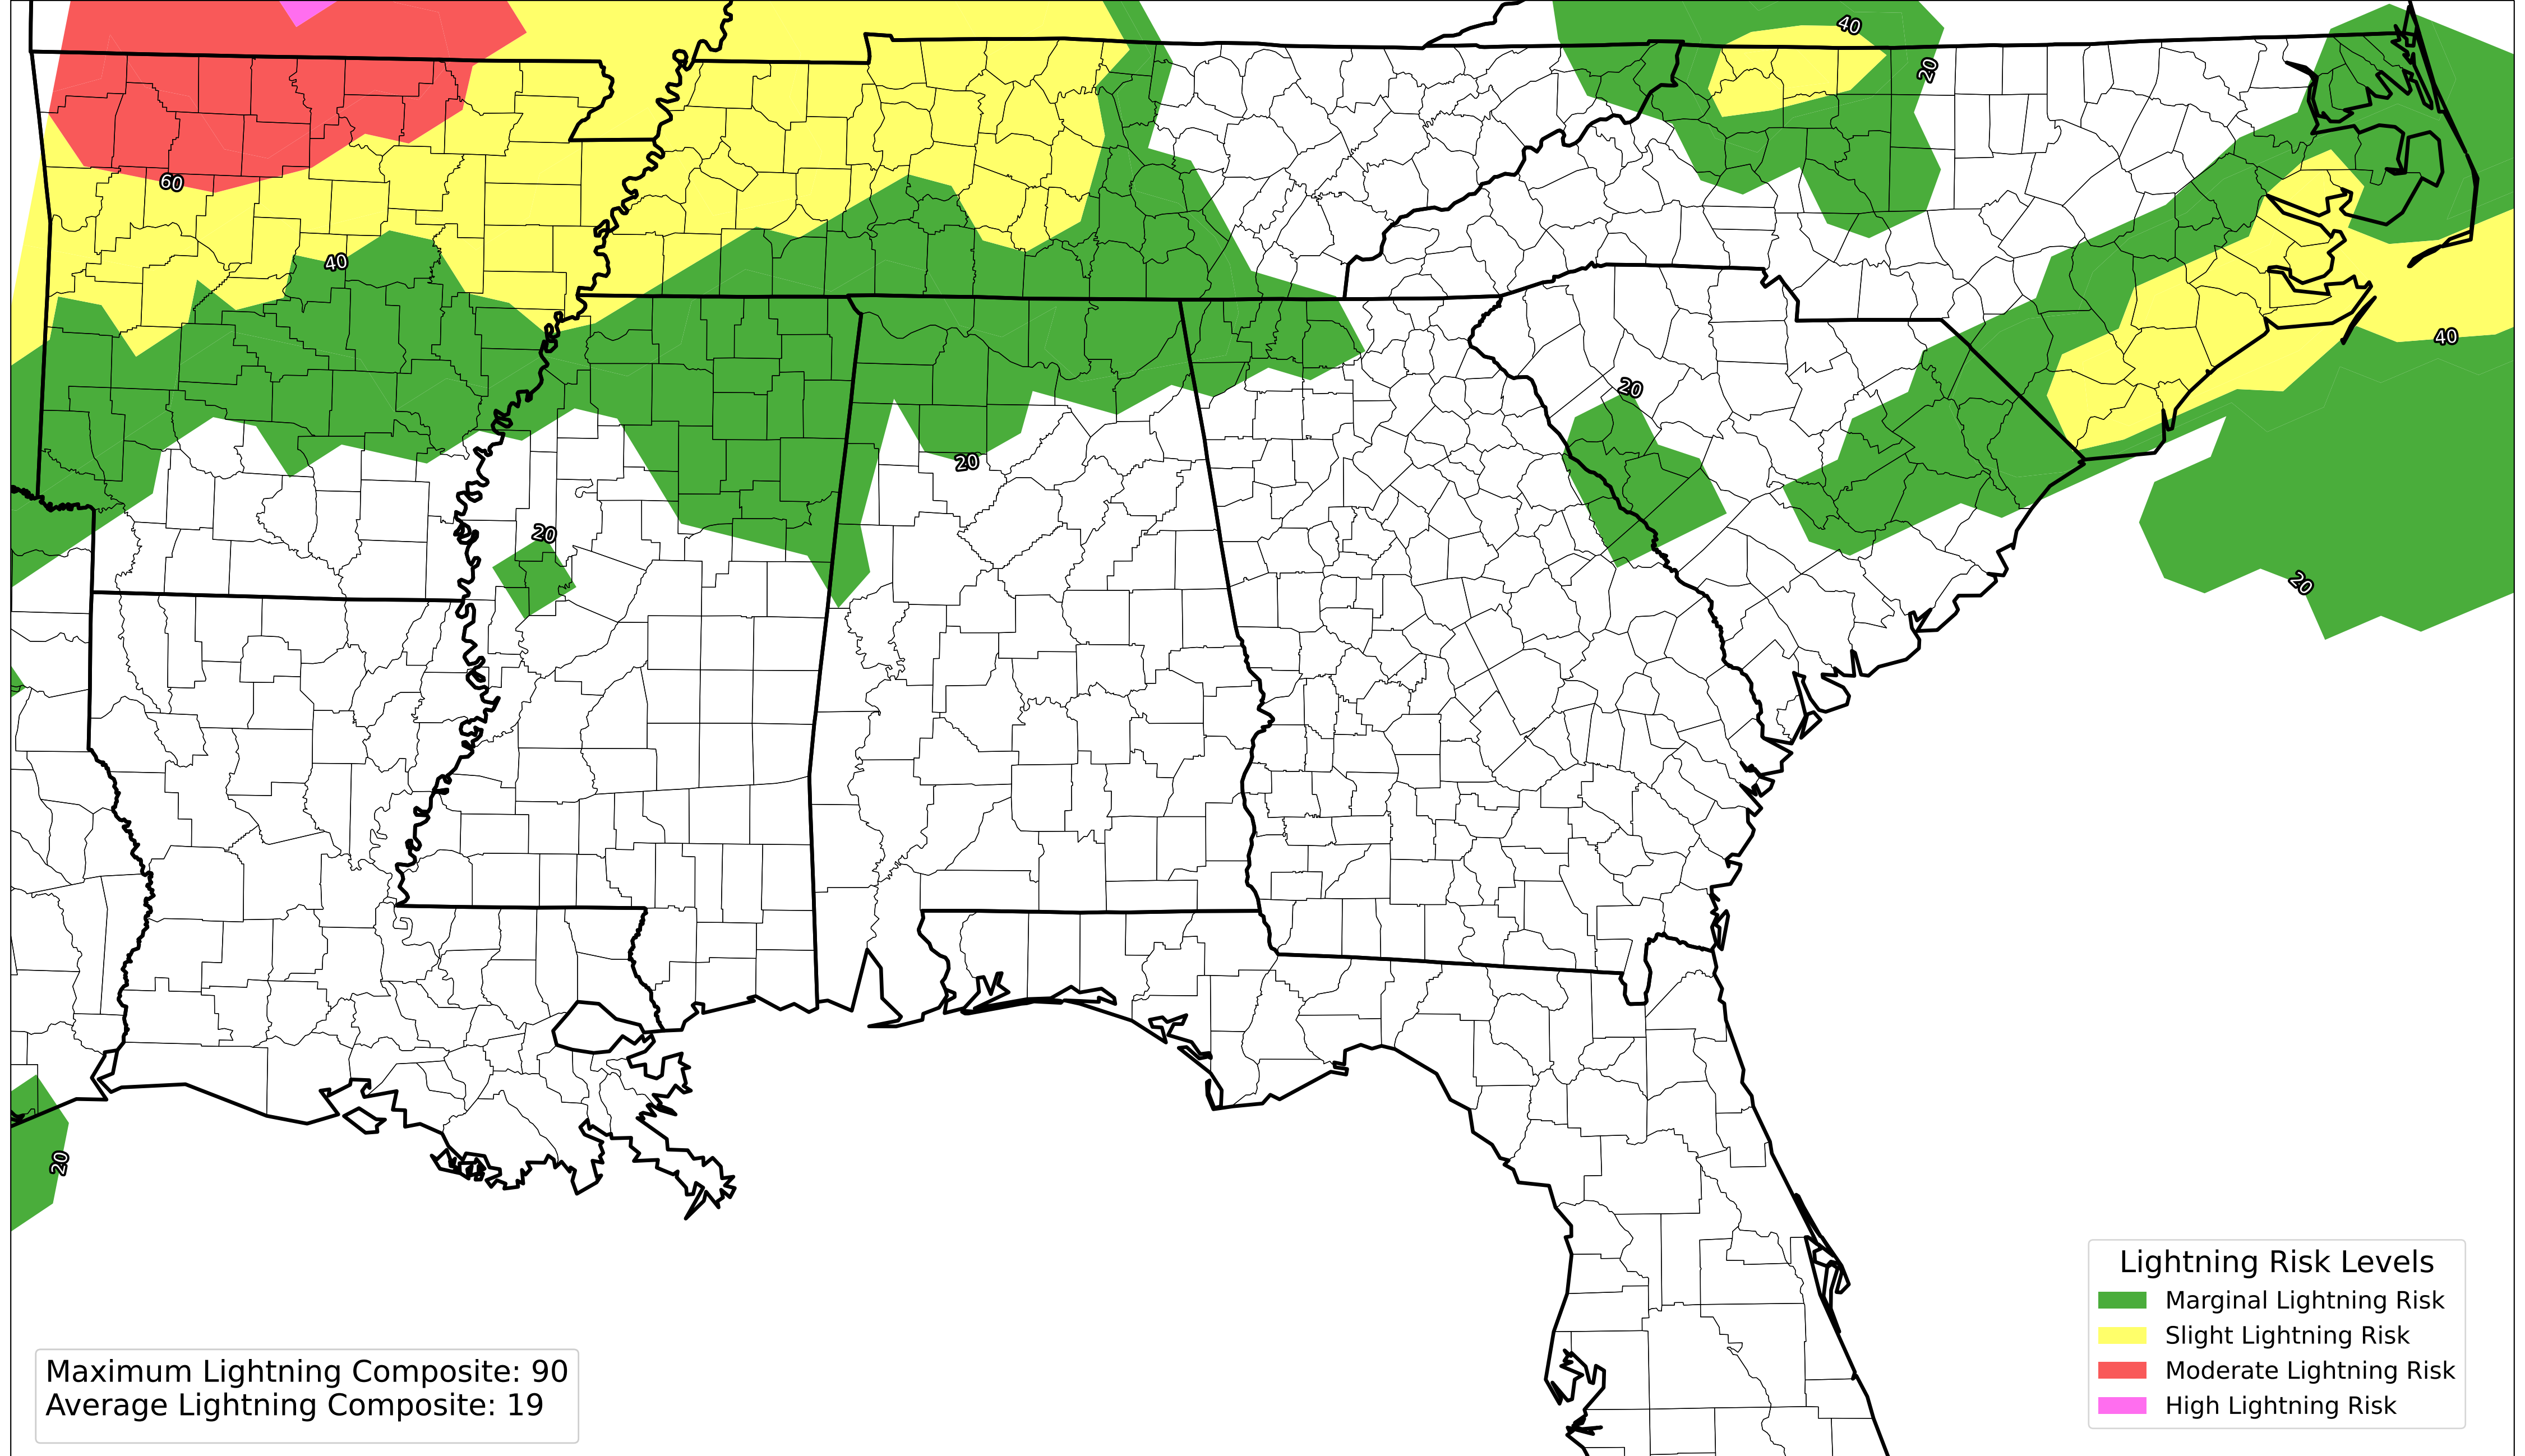 40
20
60
40
40
20
20
20
20
20
Lightning Risk Levels
Marginal Lightning Risk
Slight Lightning Risk
Moderate Lightning Risk
High Lightning Risk
Maximum Lightning Composite: 90
Average Lightning Composite: 19